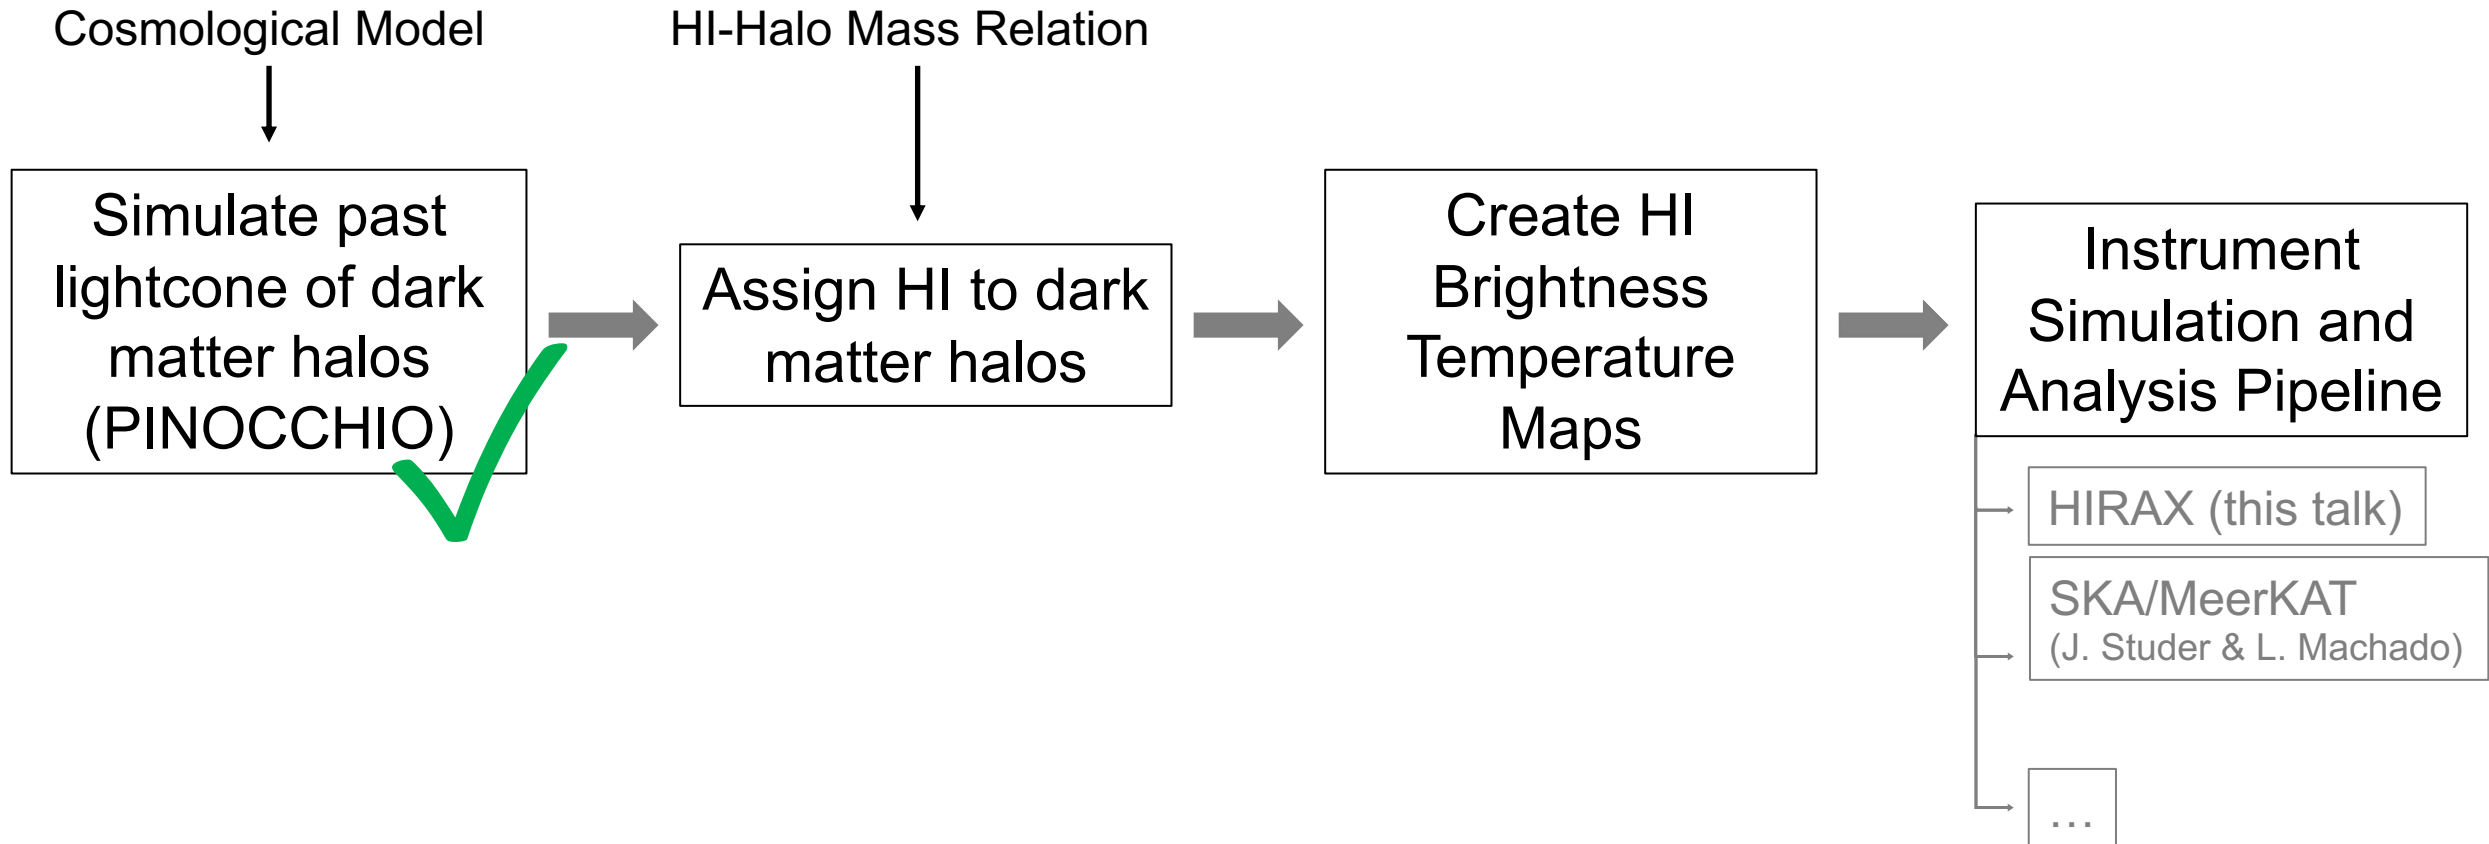 Cosmological Model
HI-Halo Mass Relation
Simulate past
lightcone of dark
matter halos
(PINOCCHIO)
Assign HI to dark
matter halos
Create HI
Brightness
Temperature
Maps
Instrument
Simulation and
Analysis Pipeline
HIRAX (this talk)
SKA/MeerKAT
(J. Studer & L. Machado)
…